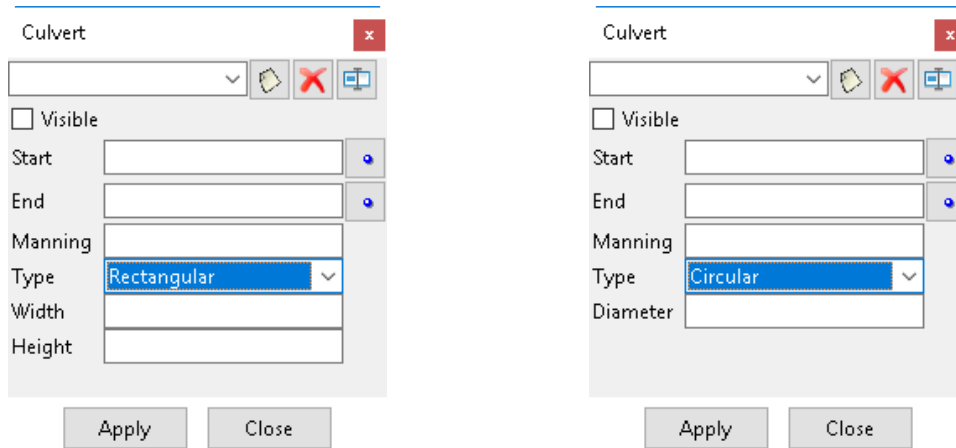 Culvert x
Visible
Start
End
Manning
Type Rectangular
Width
Height
Apply Close
Culvert x
Visible
Start
End
Manning
Type Circular
Diameter
Apply Close